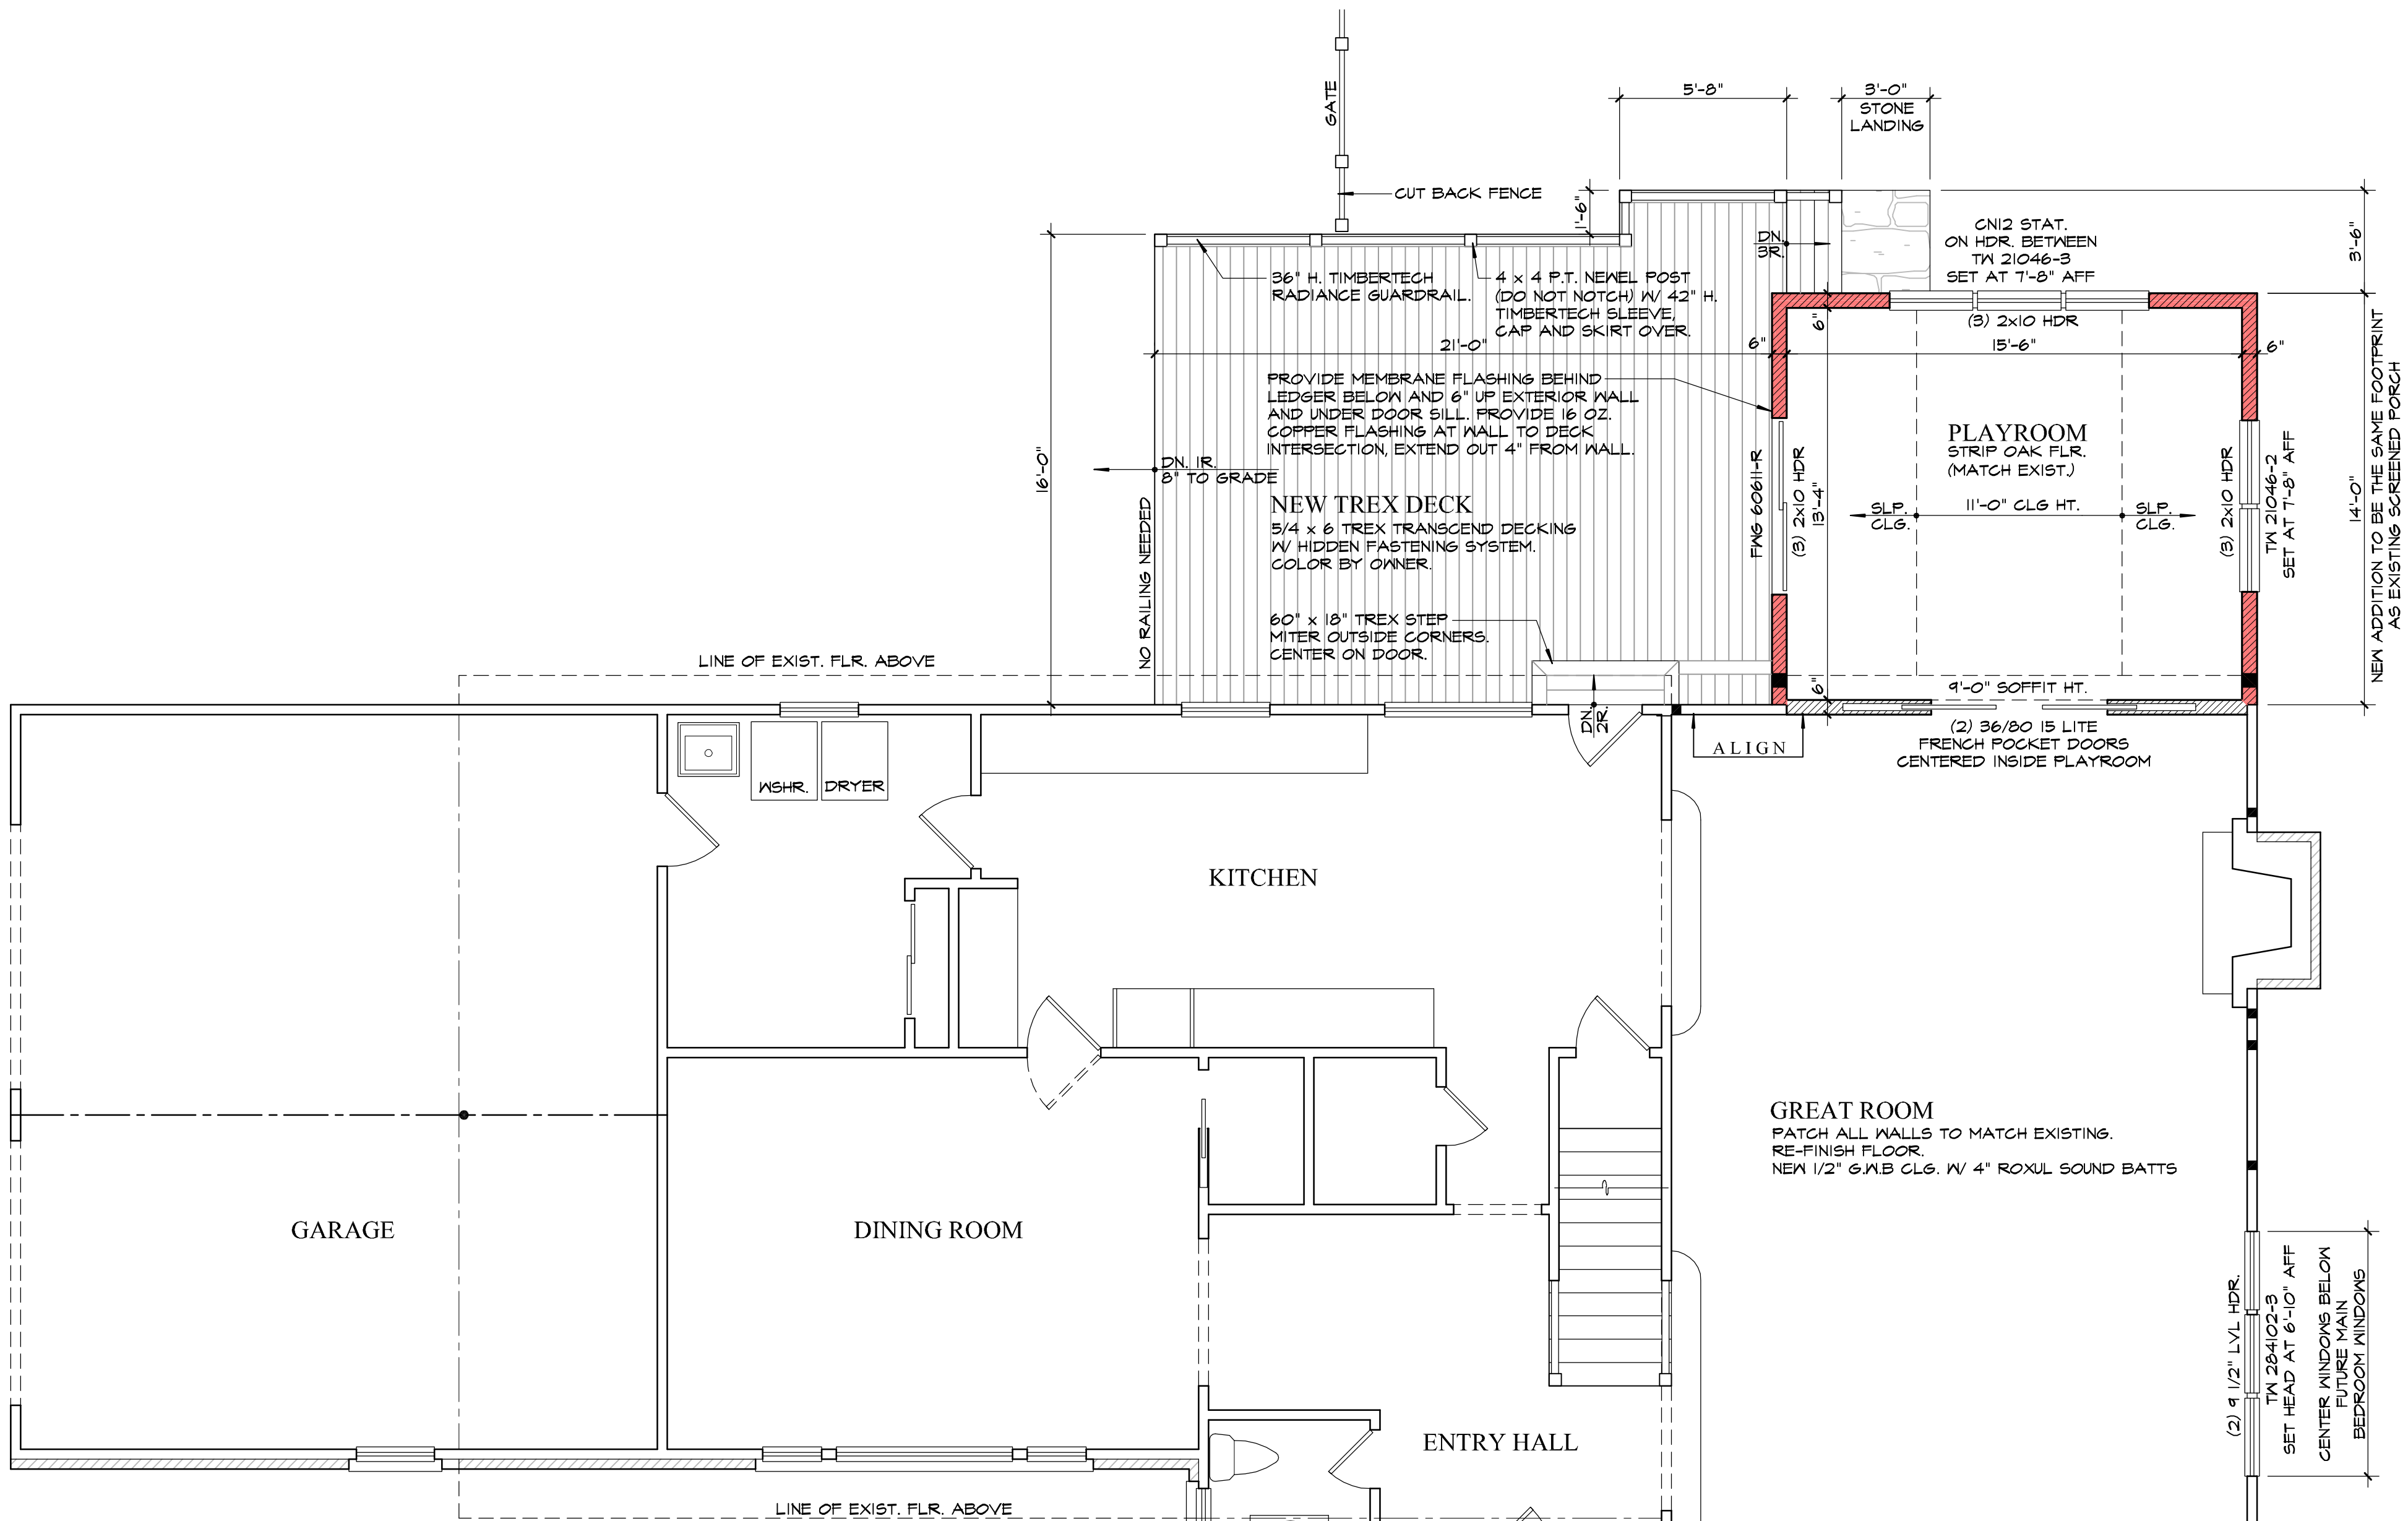 GATE
5'-8"
3'-0"
STONE
LANDING
CUT BACK FENCE
1'-6"
3'-6"
DN.
3R.
CN12 STAT.
ON HDR. BETWEEN
TW 21046-3
SET AT 7'-8" AFF
36" H. TIMBERTECH
RADIANCE GUARDRAIL.
4 x 4 P.T. NEWEL POST
(DO NOT NOTCH) W/ 42" H.
TIMBERTECH SLEEVE,
CAP AND SKIRT OVER.
6"
(3) 2x10 HDR
21'-0"
6"
15'-6"
6"
PROVIDE MEMBRANE FLASHING BEHIND
LEDGER BELOW AND 6" UP EXTERIOR WALL
AND UNDER DOOR SILL. PROVIDE 16 OZ.
COPPER FLASHING AT WALL TO DECK
INTERSECTION, EXTEND OUT 4" FROM WALL.
16'-0"
DN. 1R.
8" TO GRADE
NO RAILING NEEDED
NEW TREX DECK
5/4 x 6 TREX TRANSCEND DECKING
W/ HIDDEN FASTENING SYSTEM.
COLOR BY OWNER.
FWG 60611-R
(3) 2x10 HDR
13'-4"
PLAYROOM
STRIP OAK FLR.
(MATCH EXIST.)
SLP.
CLG.
11'-0" CLG HT.
SLP.
CLG.
(3) 2x10 HDR
TW 21046-2
SET AT 7'-8" AFF
14'-0"
NEW ADDITION TO BE THE SAME FOOTPRINT
AS EXISTING SCREENED PORCH
60" x 18" TREX STEP
MITER OUTSIDE CORNERS.
CENTER ON DOOR.
LINE OF EXIST. FLR. ABOVE
6"
9'-0" SOFFIT HT.
DN.
2R.
ALIGN
(2) 36/80 15 LITE
FRENCH POCKET DOORS
CENTERED INSIDE PLAYROOM
WSHR.
DRYER
KITCHEN
GREAT ROOM
PATCH ALL WALLS TO MATCH EXISTING.
RE-FINISH FLOOR.
NEW 1/2" G.W.B CLG. W/ 4" ROXUL SOUND BATTS
GARAGE
DINING ROOM
(2) 9 1/2" LVL HDR.
TW 284102-3
SET HEAD AT 6'-10" AFF
CENTER WINDOWS BELOW
FUTURE MAIN
BEDROOM WINDOWS
ENTRY HALL
LINE OF EXIST. FLR. ABOVE